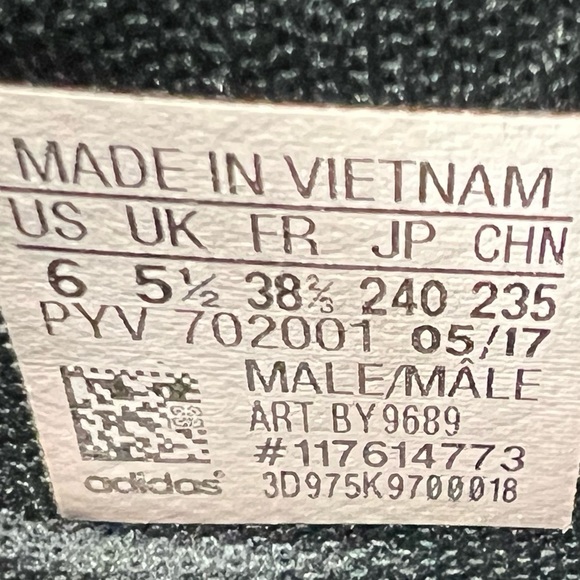 MADE IN VIETNAM
US UK FR JP CHN
6 5½ 38⅔ 240 235
PYV 702001 05/17
MALE/MÂLE
ART BY9689
#117614773
adidas 3D975K9700018